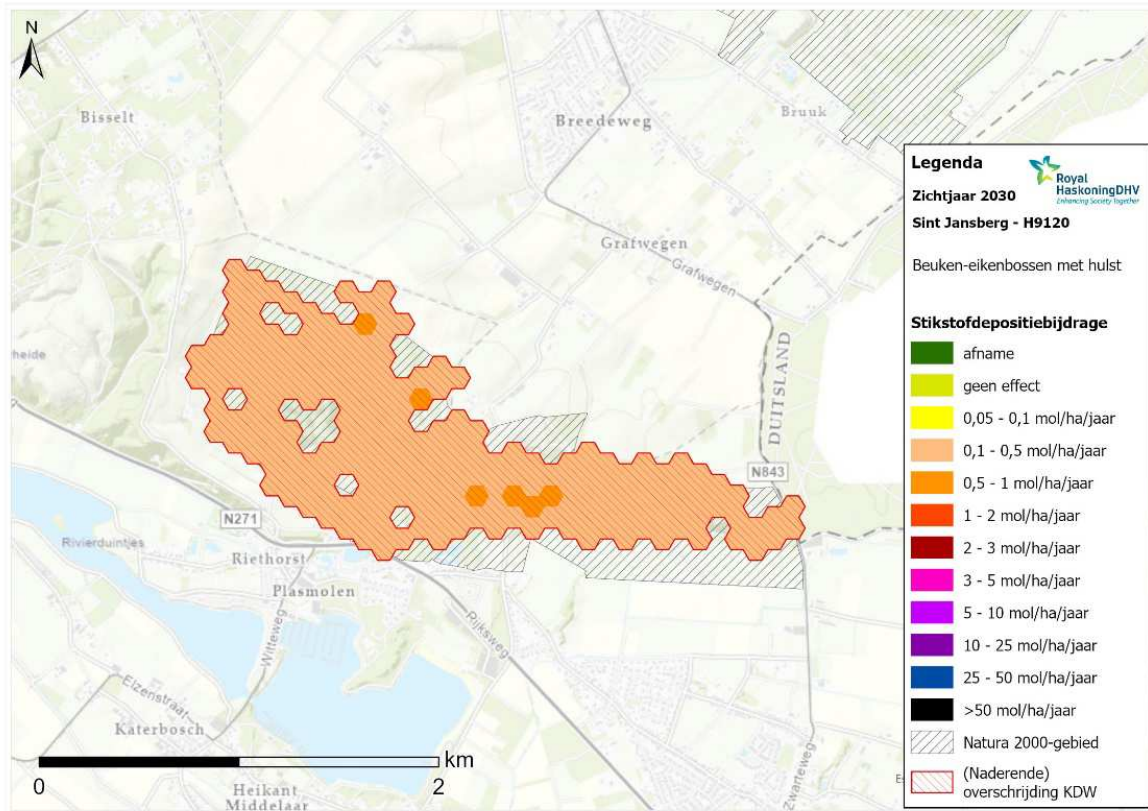 N
Bisselt
Breedeweg
Bruuk
Grafwegen
Grafwegen
DUITSLAND
N843
N271
Rivierduintjes
Riethorst
Plasmolen
Witteweg
Rijksweg
Elzenstraat
Katerbosch
Zwarteweg
km
0
2
Heikant
Middelaar
Legenda
Royal
HaskoningDHV
Enhancing Society Together
Zichtjaar 2030
Sint Jansberg - H9120
Beuken-eikenbossen met hulst
Stikstofdepositiebijdrage
afname
geen effect
0,05 - 0,1 mol/ha/jaar
0,1 - 0,5 mol/ha/jaar
0,5 - 1 mol/ha/jaar
1 - 2 mol/ha/jaar
2 - 3 mol/ha/jaar
3 - 5 mol/ha/jaar
5 - 10 mol/ha/jaar
10 - 25 mol/ha/jaar
25 - 50 mol/ha/jaar
>50 mol/ha/jaar
Natura 2000-gebied
(Naderende)
overschrijding KDW